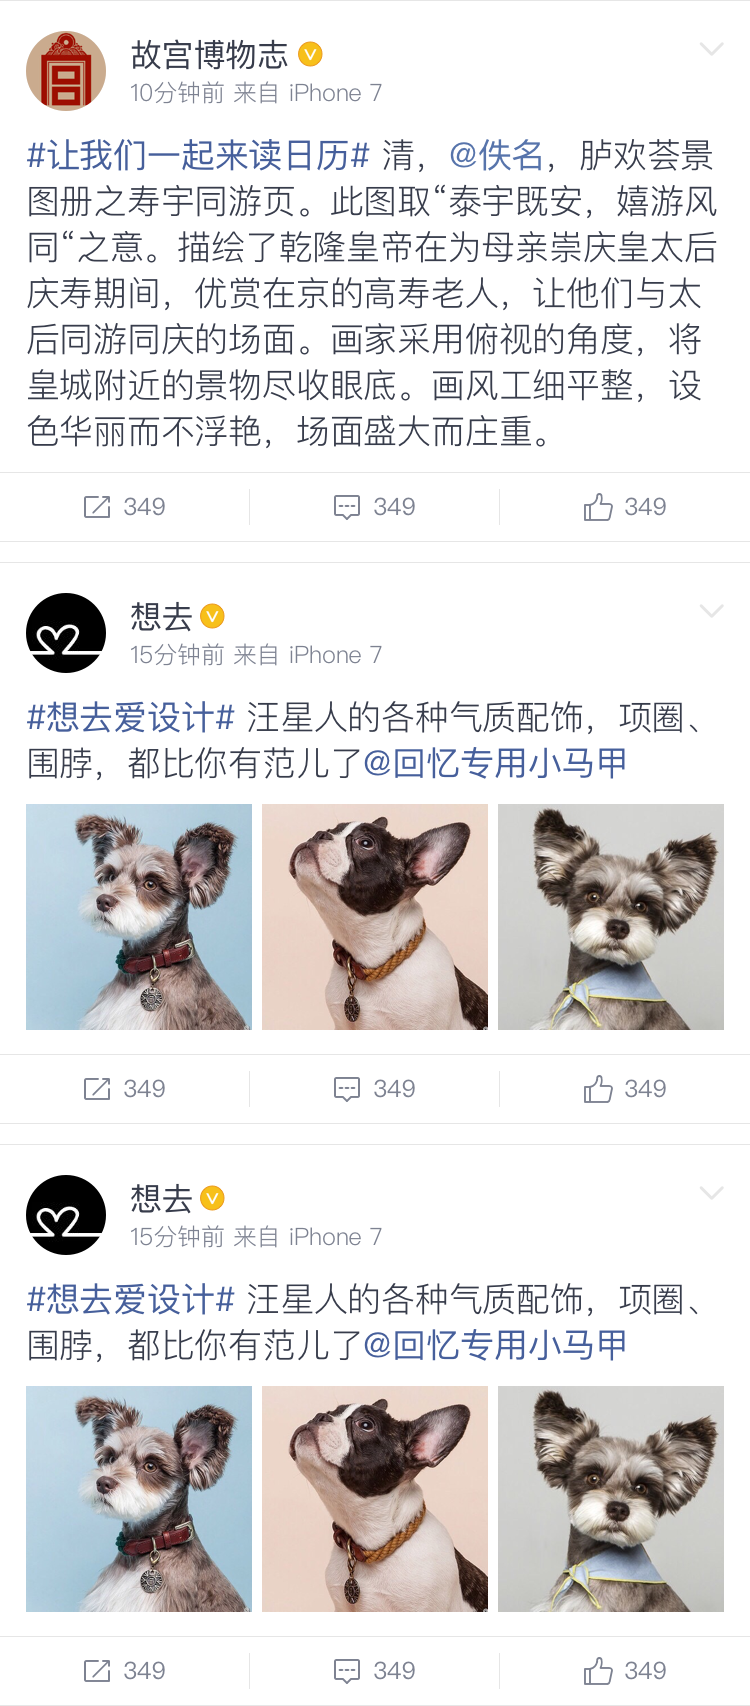 故宫博物志
10分钟前 来自 iPhone 7
#让我们一起来读日历# 清，@佚名，胪欢荟景
图册之寿宇同游页。此图取“泰宇既安，嬉游风
同“之意。描绘了乾隆皇帝在为母亲崇庆皇太后
庆寿期间，优赏在京的高寿老人，让他们与太
后同游同庆的场面。画家采用俯视的角度，将
皇城附近的景物尽收眼底。画风工细平整，设
色华丽而不浮艳，场面盛大而庄重。
349 349 349
想去
15分钟前 来自 iPhone 7
#想去爱设计# 汪星人的各种气质配饰，项圈、
围脖，都比你有范儿了@回忆专用小马甲
349 349 349
想去
15分钟前 来自 iPhone 7
#想去爱设计# 汪星人的各种气质配饰，项圈、
围脖，都比你有范儿了@回忆专用小马甲
349 349 349